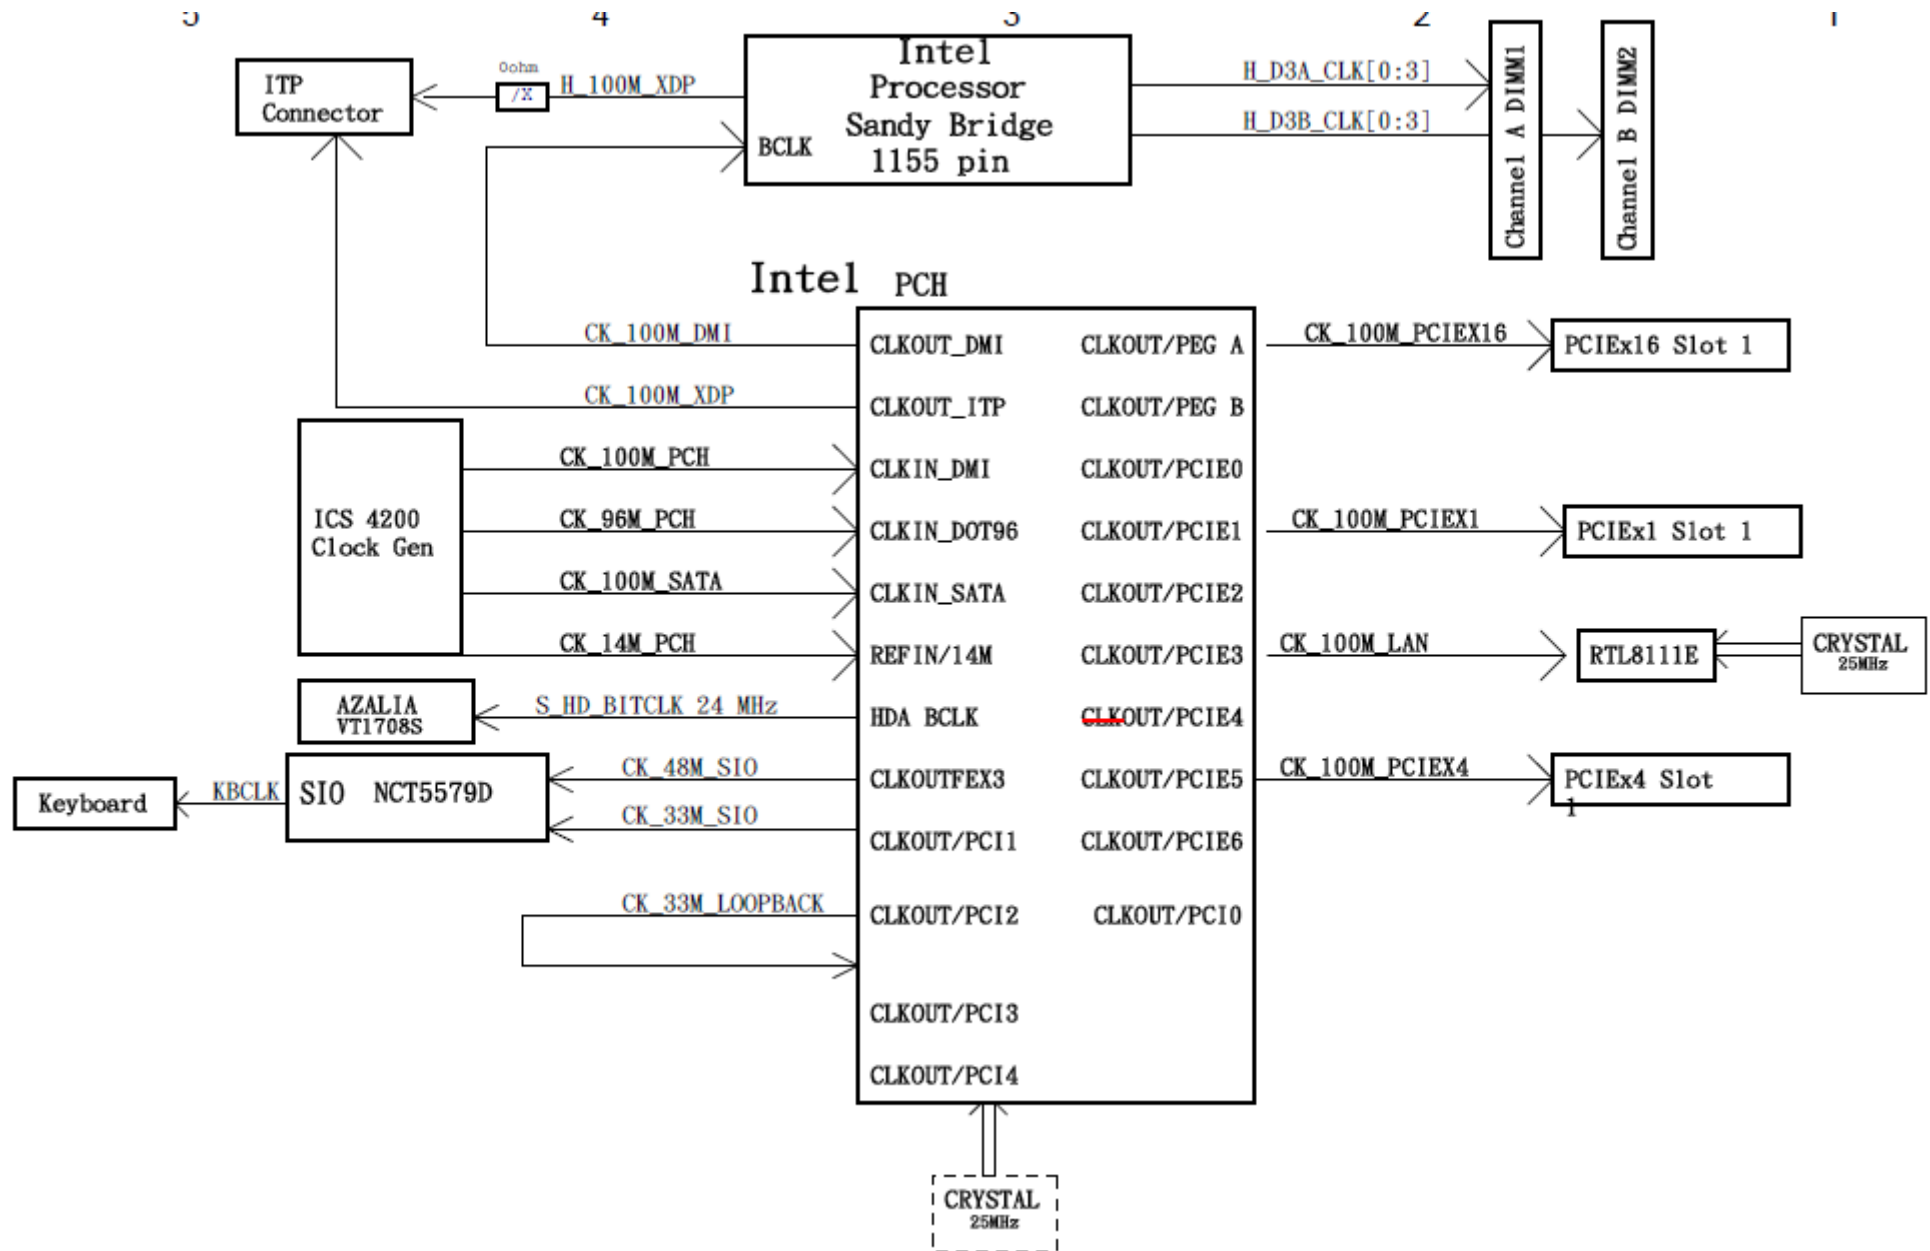 5 4 3 2 1
Intel
Processor
Sandy Bridge
1155 pin
BCLK
ITP
Connector
0ohm
/X
H_100M_XDP
H_D3A_CLK[0:3]
H_D3B_CLK[0:3]
Channel A DIMM1
Channel B DIMM2
Intel PCH
CK_100M_DMI
CLKOUT_DMI
CLKOUT/PEG A
CK_100M_PCIEX16
PCIEx16 Slot 1
CK_100M_XDP
CLKOUT_ITP
CLKOUT/PEG B
ICS 4200
Clock Gen
CK_100M_PCH
CLKIN_DMI
CLKOUT/PCIE0
CK_96M_PCH
CLKIN_DOT96
CLKOUT/PCIE1
CK_100M_PCIEX1
PCIEx1 Slot 1
CK_100M_SATA
CLKIN_SATA
CLKOUT/PCIE2
CK_14M_PCH
REFIN/14M
CLKOUT/PCIE3
CK_100M_LAN
RTL8111E
CRYSTAL
25MHz
AZALIA
VT1708S
S_HD_BITCLK 24 MHz
HDA BCLK
CLKOUT/PCIE4
Keyboard
KBCLK
SIO NCT5579D
CK_48M_SIO
CLKOUTFEX3
CLKOUT/PCIE5
CK_100M_PCIEX4
PCIEx4 Slot
1
CK_33M_SIO
CLKOUT/PCI1
CLKOUT/PCIE6
CK_33M_LOOPBACK
CLKOUT/PCI2
CLKOUT/PCI0
CLKOUT/PCI3
CLKOUT/PCI4
CRYSTAL
25MHz